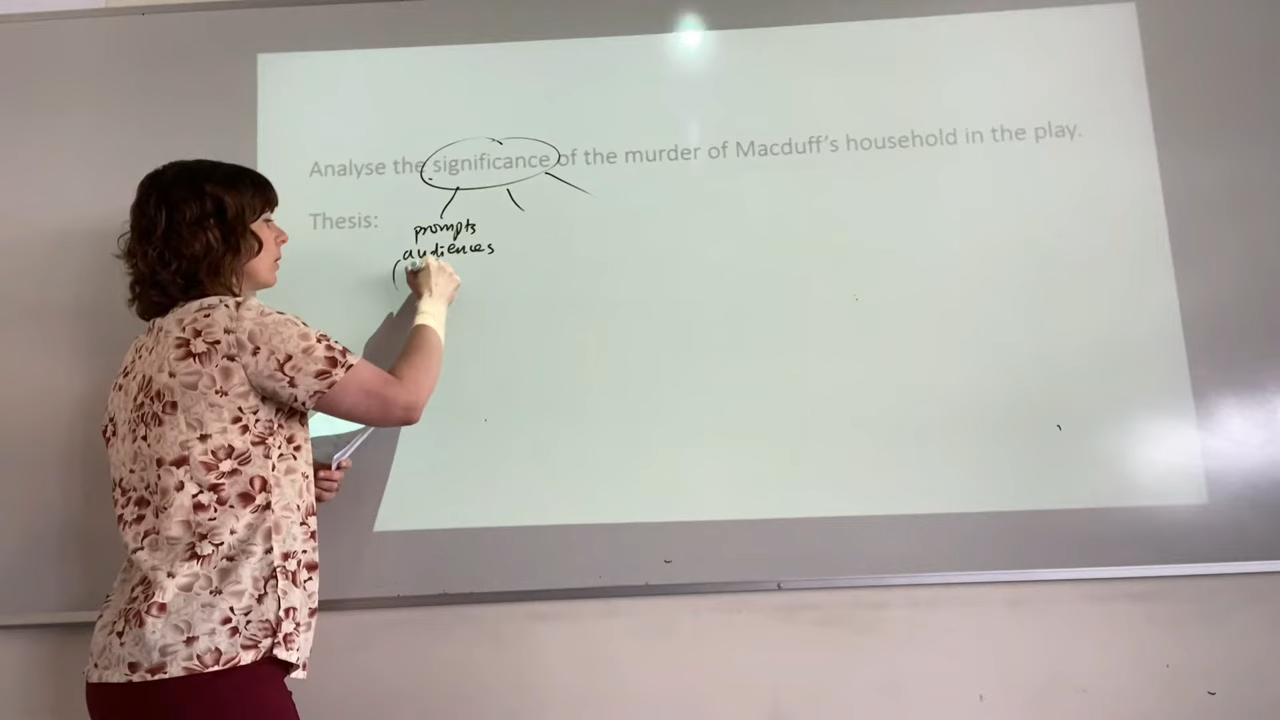 Analyse the significance of the murder of Macduff's household in the play.
Thesis:
prompts
audiences
(